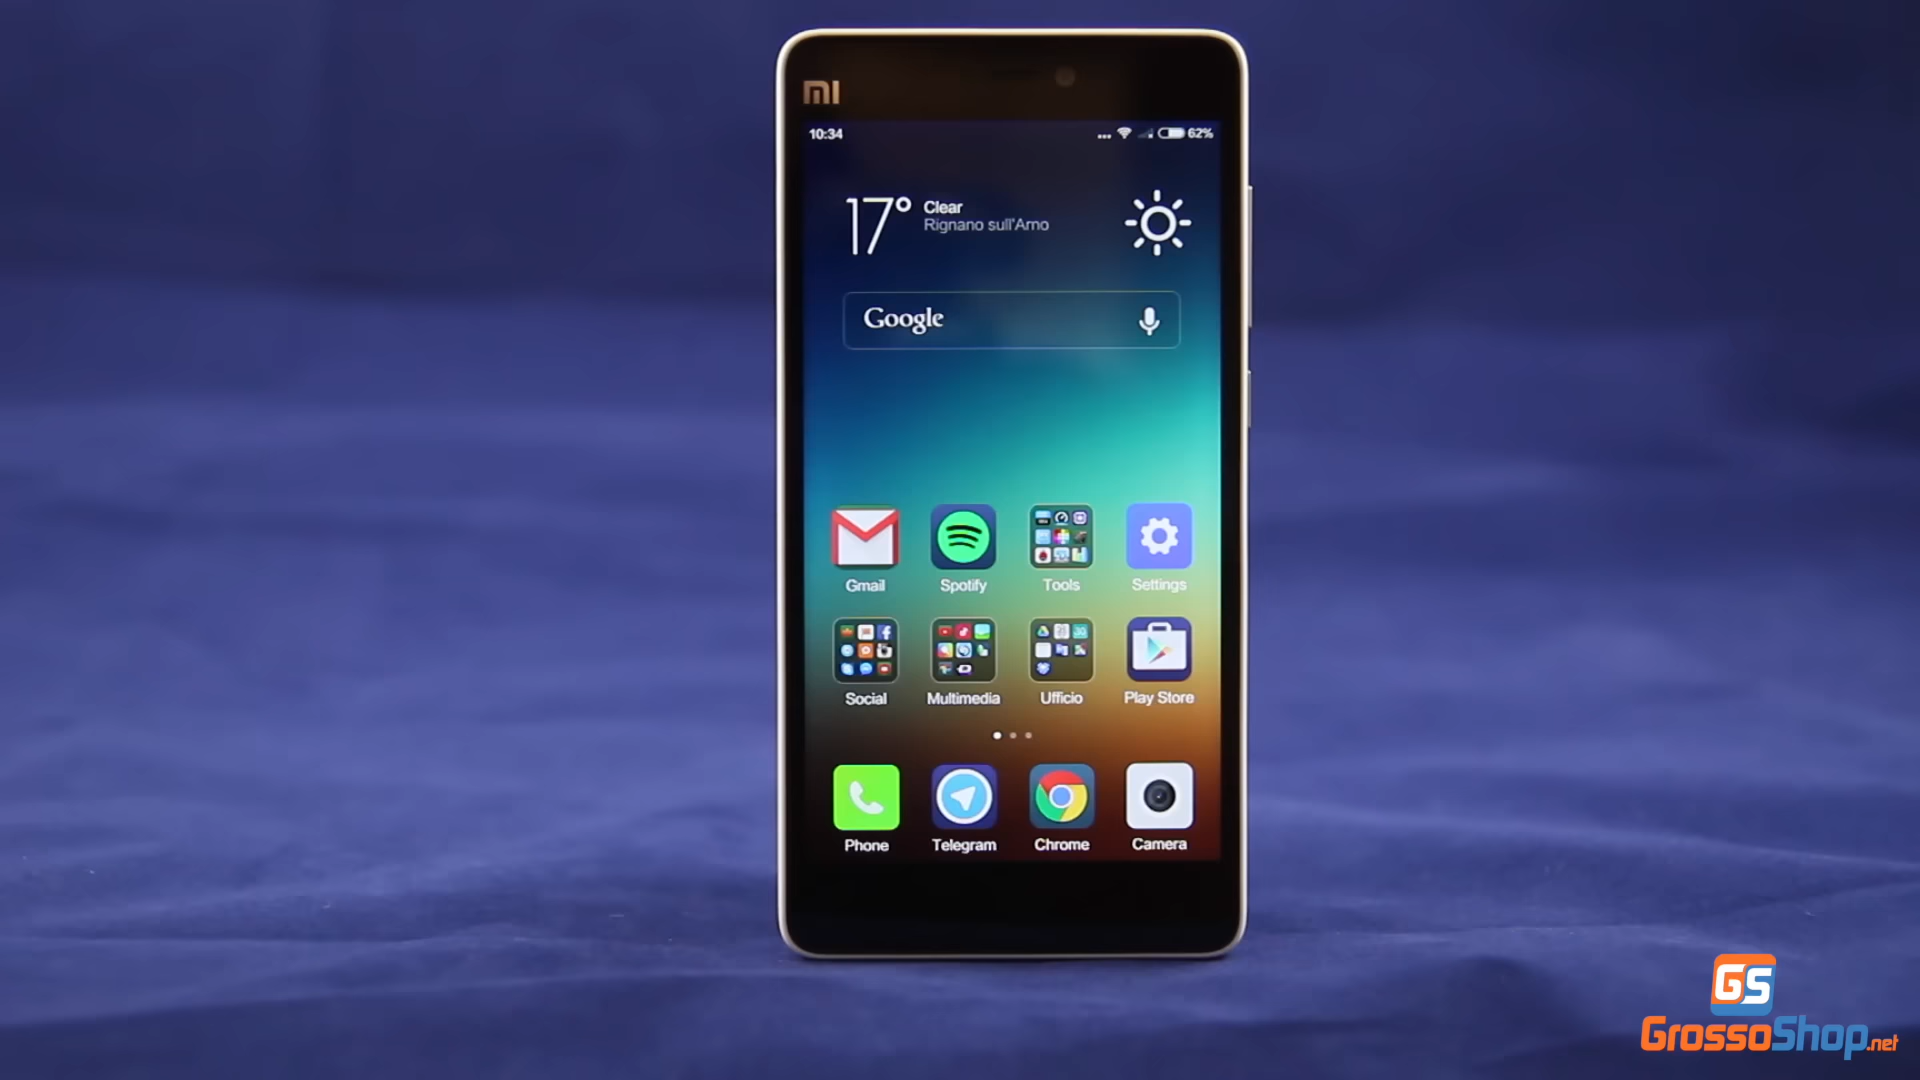 mi
10:34
... 62%
17° Clear
Rignano sull'Arno
Google
Gmail Spotify Tools Settings
Social Multimedia Ufficio Play Store
Phone Telegram Chrome Camera
GS
GrossoShop.net